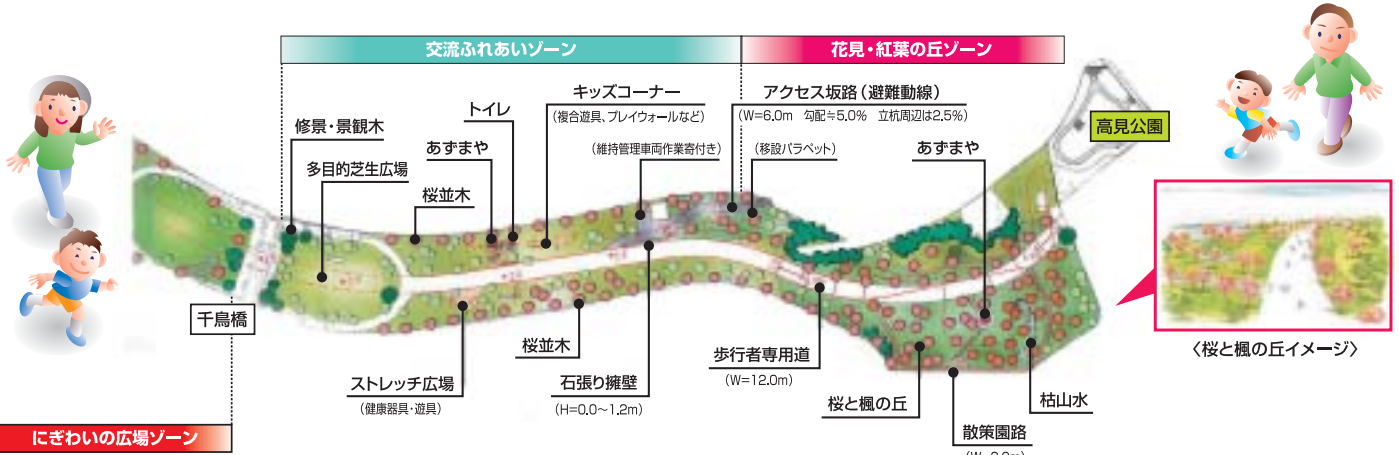 交流ふれあいゾーン
花見・紅葉の丘ゾーン
キッズコーナー
(複合遊具、プレイウォールなど)
アクセス坂路(避難動線)
(W=6.0m 勾配≒5.0% 立杭周辺は2.5%)
トイレ
高見公園
修景・景観木
あずまや
(維持管理車両作業寄付き)
(移設パラペット)
あずまや
多目的芝生広場
桜並木
千鳥橋
桜並木
歩行者専用道
(W=12.0m)
〈桜と楓の丘イメージ〉
ストレッチ広場
(健康器具・遊具)
石張り擁壁
(H=0.0~1.2m)
桜と楓の丘
枯山水
散策園路
にぎわいの広場ゾーン